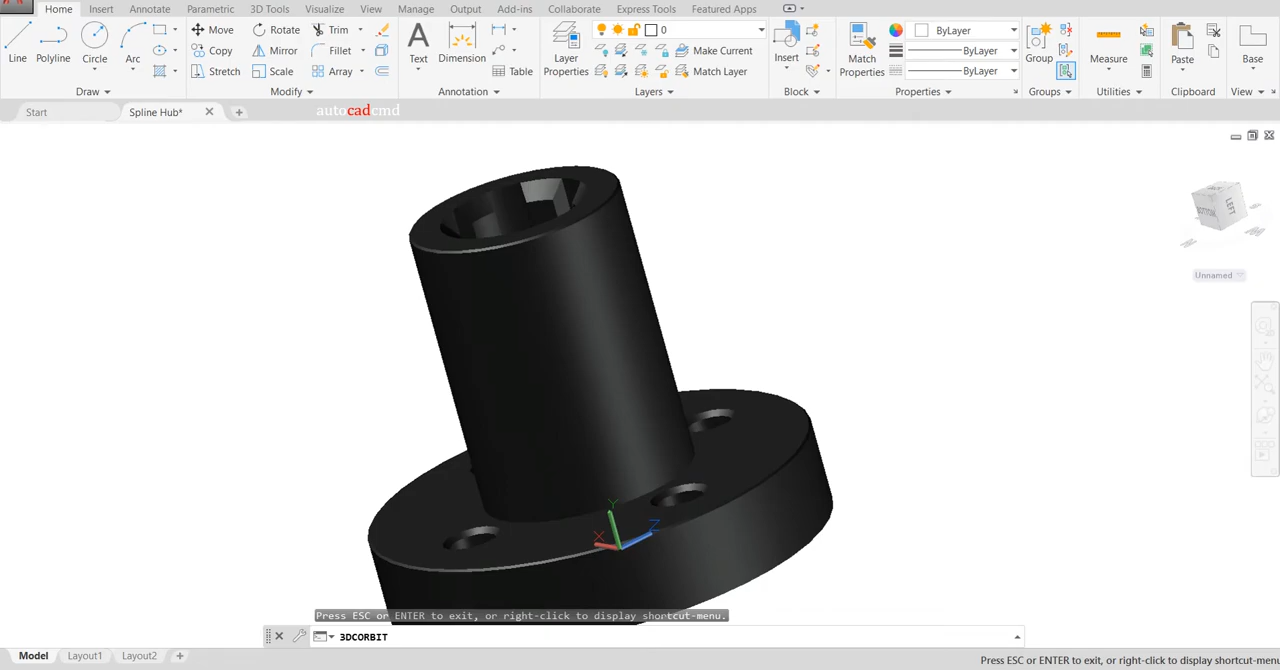 Home Insert Annotate Parametric 3D Tools Visualize View Manage Output Add-ins Collaborate Express Tools Featured Apps
Line Polyline Circle Arc
Move Rotate Trim
Copy Mirror Fillet
Stretch Scale Array
Text Dimension Table
Layer Properties
0
Make Current
Match Layer
Insert
Match Properties
ByLayer
ByLayer
ByLayer
Group
Measure
Paste
Base
Draw Modify Annotation Layers Block Properties Groups Utilities Clipboard View
Start Spline Hub* autocadcmd
BOTTOM LEFT
Unnamed
Y
X Z
Press ESC or ENTER to exit, or right-click to display shortcut-menu.
3DCORBIT
Model Layout1 Layout2 +
Press ESC or ENTER to exit, or right-click to display shortcut-menu